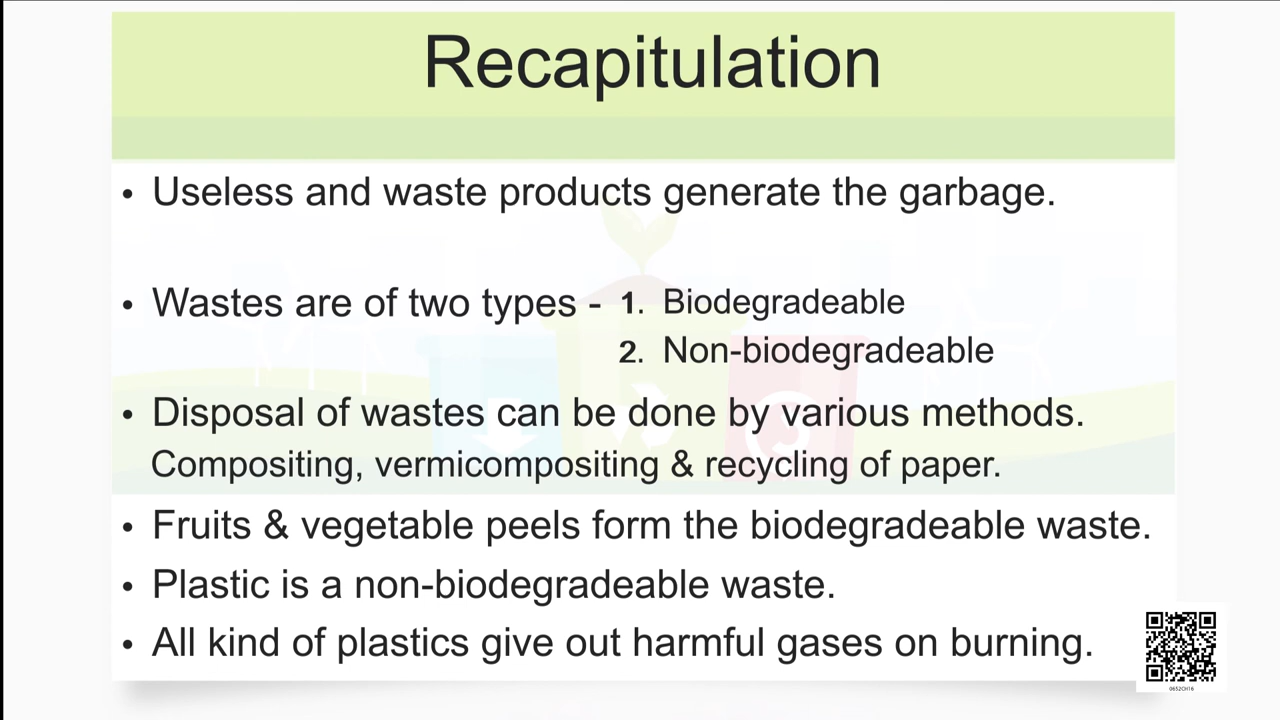 Recapitulation
• Useless and waste products generate the garbage.
• Wastes are of two types - 1. Biodegradeable
2. Non-biodegradeable
• Disposal of wastes can be done by various methods.
Compositing, vermicompositing & recycling of paper.
• Fruits & vegetable peels form the biodegradeable waste.
• Plastic is a non-biodegradeable waste.
• All kind of plastics give out harmful gases on burning.
0652CH16